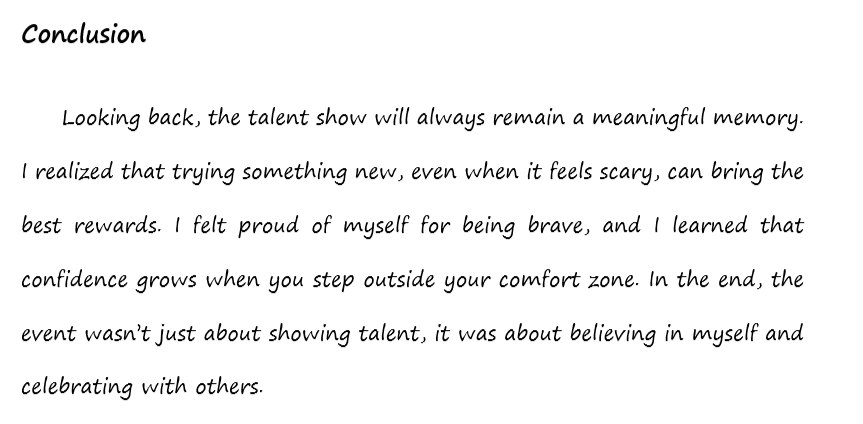 Conclusion
Looking back, the talent show will always remain a meaningful memory.
I realized that trying something new, even when it feels scary, can bring the
best rewards. I felt proud of myself for being brave, and I learned that
confidence grows when you step outside your comfort zone. In the end, the
event wasn’t just about showing talent, it was about believing in myself and
celebrating with others.